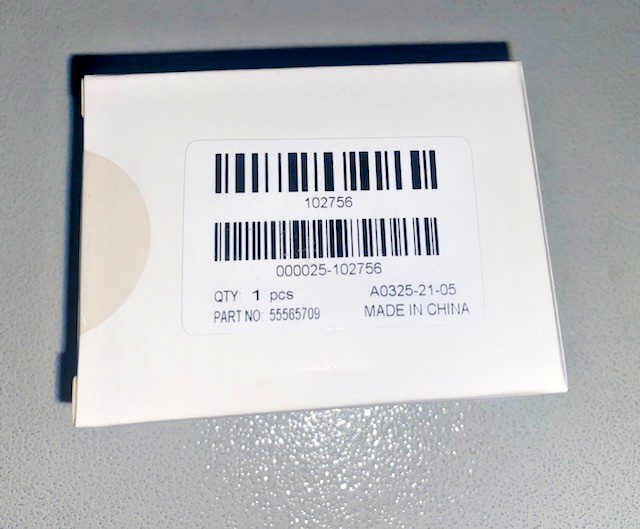 102756
000025-102756
QTY: 1 pcs A0325-21-05
PART NO: 55565709 MADE IN CHINA